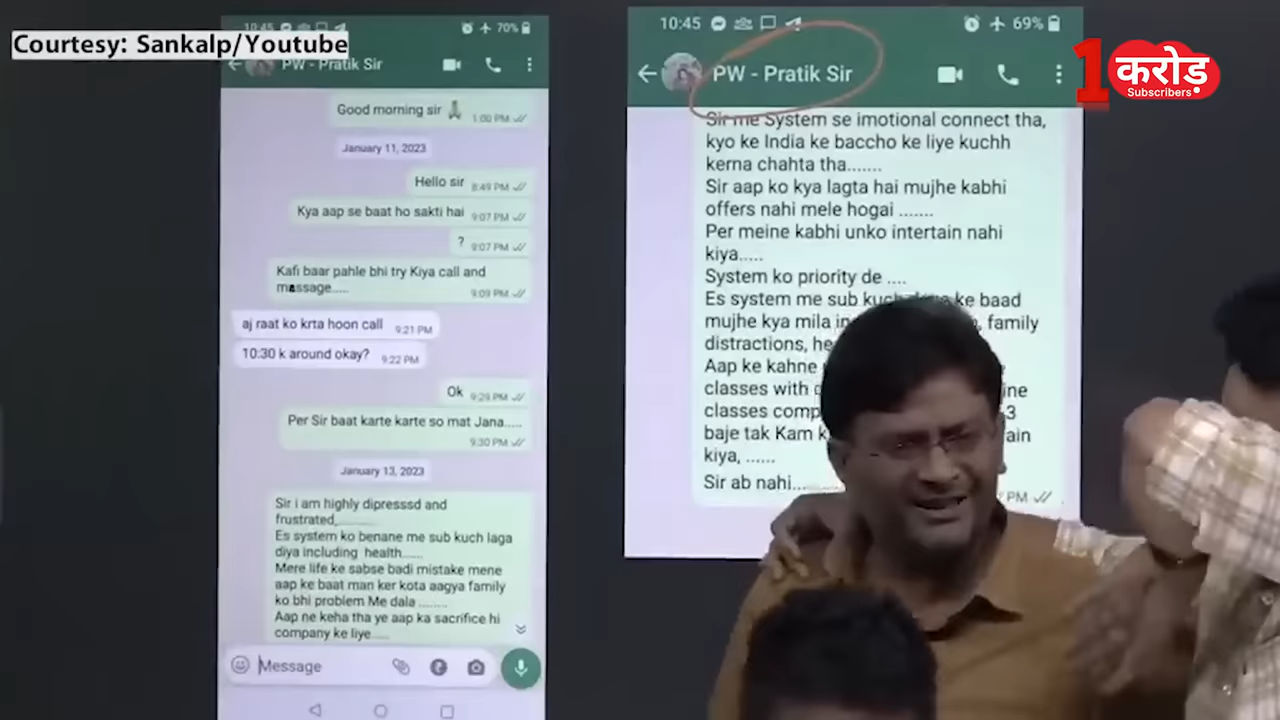 Courtesy: Sankalp/Youtube
10:45
70%
PW - Pratik Sir
Good morning sir 🙏
1:00 PM
January 11, 2023
Hello sir
8:49 PM
Kya aap se baat ho sakti hai
9:07 PM
?
9:07 PM
Kafi baar pahle bhi try Kiya call and
massage.....
9:09 PM
aj raat ko krta hoon call
9:21 PM
10:30 k around okay?
9:22 PM
Ok
9:29 PM
Per Sir baat karte karte so mat Jana.....
9:30 PM
January 13, 2023
Sir i am highly dipresssd and
frustrated,..............
Es system ko benane me sub kuch laga
diya including health......
Mere life ke sabse badi mistake mene
aap ke baat man ker kota aagya family
ko bhi problem Me dala ........
Aap ne keha tha ye aap ka sacrifice hi
company ke liye.....
Message
10:45
69%
PW - Pratik Sir
Sir me System se imotional connect tha,
kyo ke India ke baccho ke liye kuchh
kerna chahta tha.......
Sir aap ko kya lagta hai mujhe kabhi
offers nahi mele hogai .......
Per meine kabhi unko intertain nahi
kiya.....
System ko priority de ....
Es system me sub kuch ke baad
mujhe kya mila , family
distractions,
Aap ke kahne
classes with
classes
baje tak Kam
kiya, ......
Sir ab nahi....
PM
1 करोड़
Subscribers